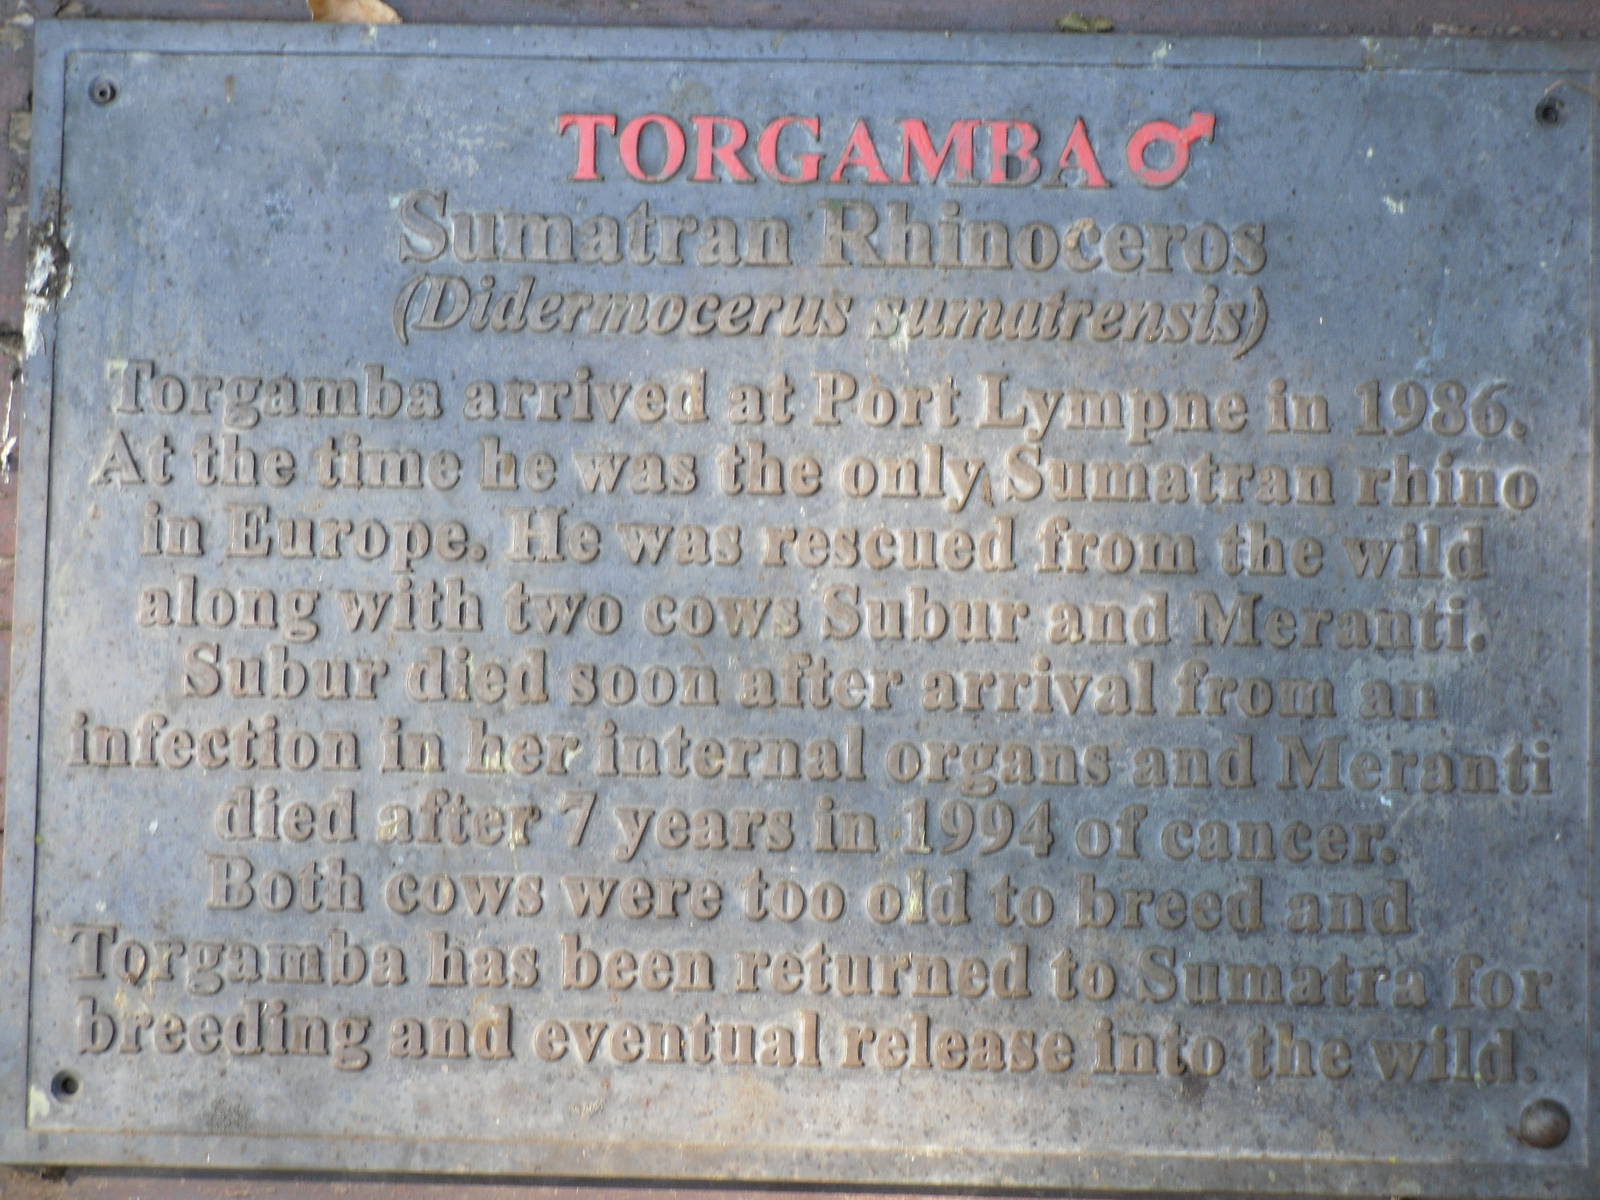 TORGAMBA ♂
Sumatran Rhinoceros
(Didermocerus sumatrensis)
Torgamba arrived at Port Lympne in 1986.
At the time he was the only Sumatran rhino
in Europe. He was rescued from the wild
along with two cows Subur and Meranti.
Subur died soon after arrival from an
infection in her internal organs and Meranti
died after 7 years in 1994 of cancer.
Both cows were too old to breed and
Torgamba has been returned to Sumatra for
breeding and eventual release into the wild.